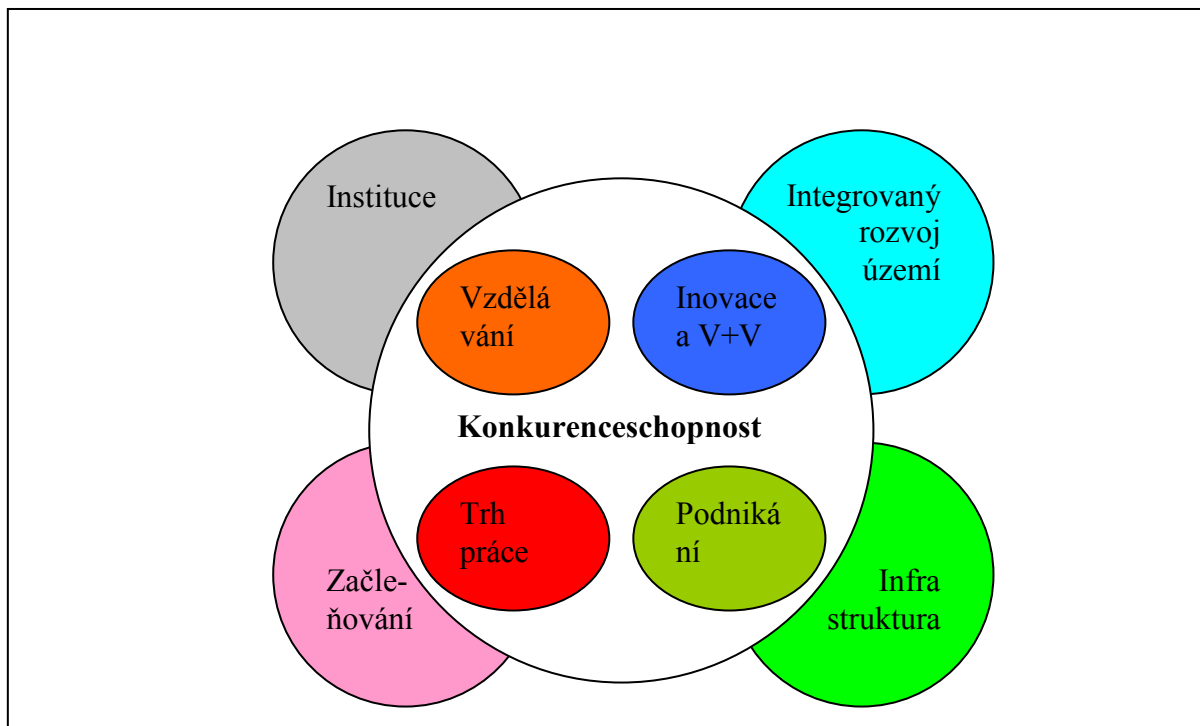 Instituce
Integrovaný
rozvoj
území
Vzdělá
vání
Inovace
a V+V
Konkurenceschopnost
Trh
práce
Podniká
ní
Začle-
ňování
Infra
struktura